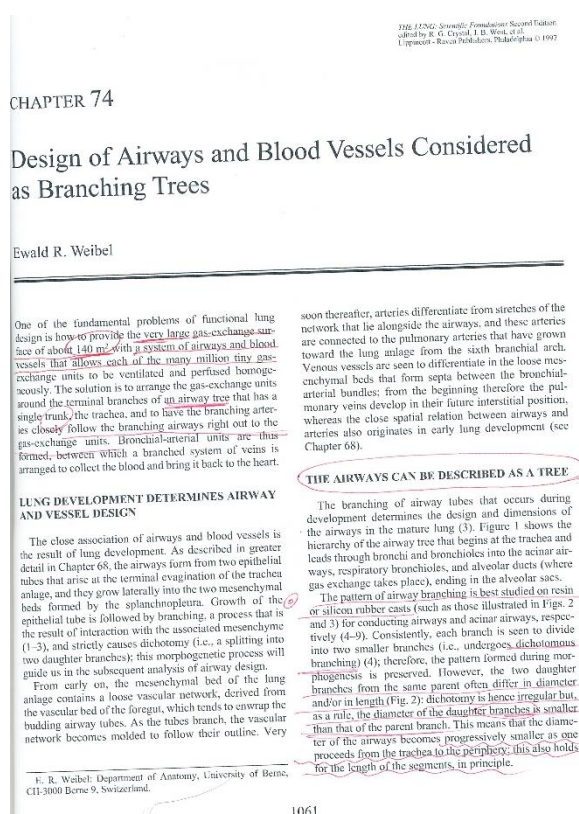 THE LUNG: Scientific Foundations Second Edition
edited by R. G. Crystal, J. B. West, et al.
Lippincott - Raven Publishers, Philadelphia © 1997
CHAPTER 74
Design of Airways and Blood Vessels Considered
as Branching Trees
Ewald R. Weibel
One of the fundamental problems of functional lung
design is how to provide the very large gas-exchange sur-
face of about 140 m² with a system of airways and blood
vessels that allows each of the many million tiny gas-
exchange units to be ventilated and perfused homoge-
neously. The solution is to arrange the gas-exchange units
around the terminal branches of an airway tree that has a
single trunk, the trachea, and to have the branching arter-
ies closely follow the branching airways right out to the
gas-exchange units. Bronchial-arterial units are thus
formed, between which a branched system of veins is
arranged to collect the blood and bring it back to the heart.
LUNG DEVELOPMENT DETERMINES AIRWAY
AND VESSEL DESIGN
The close association of airways and blood vessels is
the result of lung development. As described in greater
detail in Chapter 68, the airways form from two epithelial
tubes that arise at the terminal evagination of the trachea
anlage, and they grow laterally into the two mesenchymal
beds formed by the splanchnopleura. Growth of the
epithelial tube is followed by branching, a process that is
the result of interaction with the associated mesenchyme
(1–3), and strictly causes dichotomy (i.e., a splitting into
two daughter branches); this morphogenetic process will
guide us in the subsequent analysis of airway design.
From early on, the mesenchymal bed of the lung
anlage contains a loose vascular network, derived from
the vascular bed of the foregut, which tends to enwrap the
budding airway tubes. As the tubes branch, the vascular
network becomes molded to follow their outline. Very
E. R. Weibel: Department of Anatomy, University of Berne,
CH-3000 Berne 9, Switzerland.
soon thereafter, arteries differentiate from stretches of the
network that lie alongside the airways, and these arteries
are connected to the pulmonary arteries that have grown
toward the lung anlage from the sixth branchial arch.
Venous vessels are seen to differentiate in the loose mes-
enchymal beds that form septa between the bronchial-
arterial bundles; from the beginning therefore the pul-
monary veins develop in their future interstitial position,
whereas the close spatial relation between airways and
arteries also originates in early lung development (see
Chapter 68).
THE AIRWAYS CAN BE DESCRIBED AS A TREE
The branching of airway tubes that occurs during
development determines the design and dimensions of
the airways in the mature lung (3). Figure 1 shows the
hierarchy of the airway tree that begins at the trachea and
leads through bronchi and bronchioles into the acinar air-
ways, respiratory bronchioles, and alveolar ducts (where
gas exchange takes place), ending in the alveolar sacs.
The pattern of airway branching is best studied on resin
or silicon rubber casts (such as those illustrated in Figs. 2
and 3) for conducting airways and acinar airways, respec-
tively (4–9). Consistently, each branch is seen to divide
into two smaller branches (i.e., undergoes dichotomous
branching) (4); therefore, the pattern formed during mor-
phogenesis is preserved. However, the two daughter
branches from the same parent often differ in diameter
and/or in length (Fig. 2): dichotomy is hence irregular but,
as a rule, the diameter of the daughter branches is smaller
than that of the parent branch. This means that the diame-
ter of the airways becomes progressively smaller as one
proceeds from the trachea to the periphery; this also holds
for the length of the segments, in principle.
1061